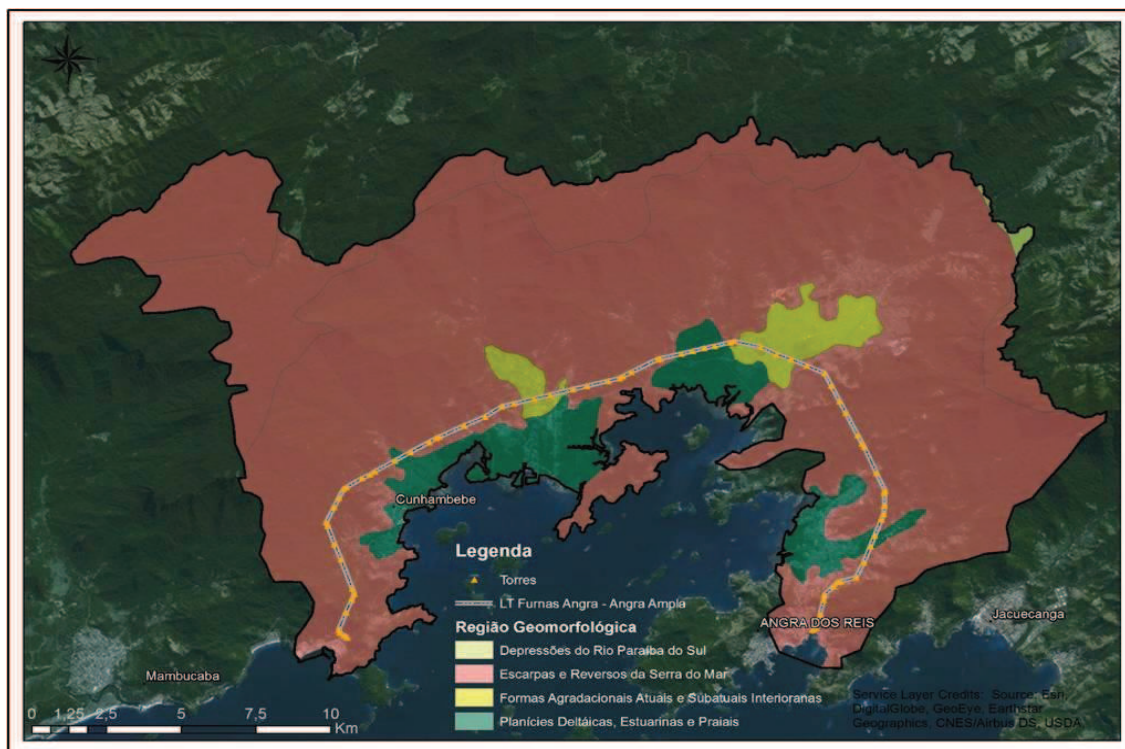 Cunhambebe
Legenda
Torres
LT Furnas Angra - Angra Ampla
Região Geomorfológica
Depressões do Rio Paraíba do Sul
Escarpas e Reversos da Serra do Mar
Formas Agradacionais Atuais e Subatuais Interioranas
Planícies Deltáicas, Estuarinas e Praiais
ANGRA DOS REIS
Jacuecanga
Mambucaba
0 1,25 2,5 5 7,5 10
Km
Service Layer Credits: Source: Esri,
DigitalGlobe, GeoEye, Earthstar
Geographics, CNES/Airbus DS, USDA